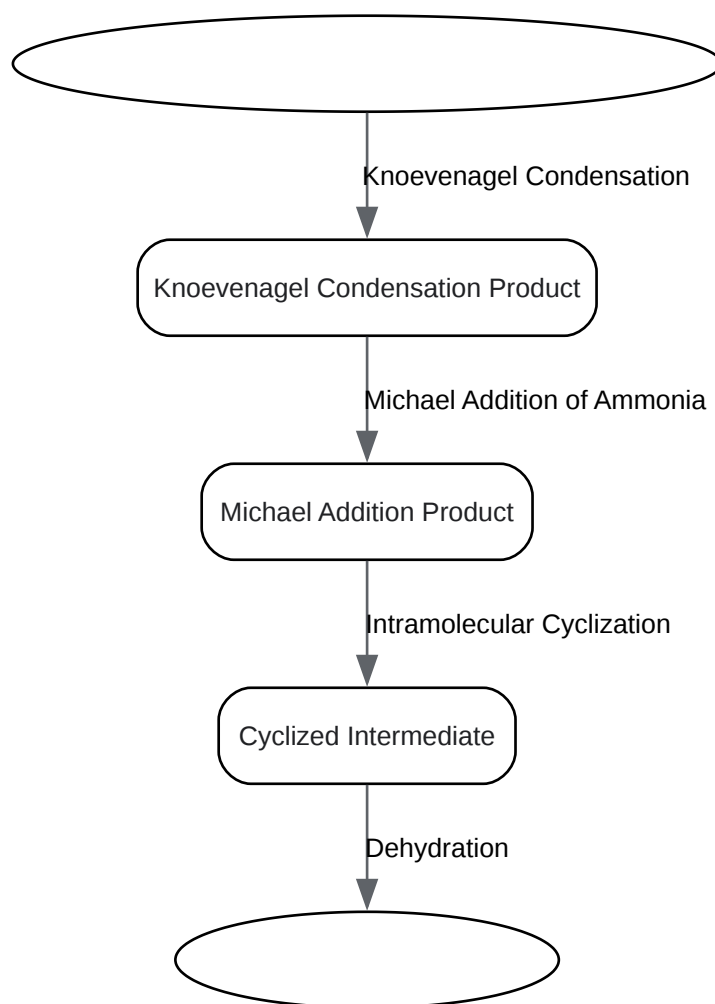 Knoevenagel Condensation
Knoevenagel Condensation Product
Michael Addition of Ammonia
Michael Addition Product
Intramolecular Cyclization
Cyclized Intermediate
Dehydration